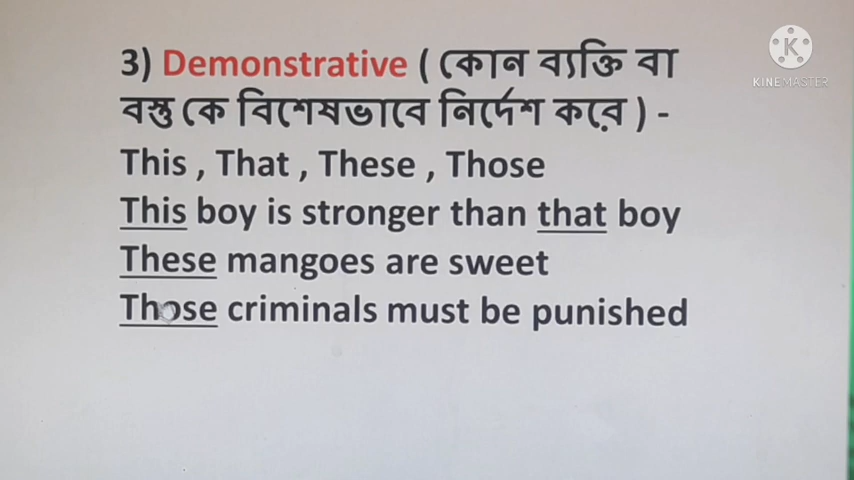 3) Demonstrative ( কোন ব্যক্তি বা
বস্তু কে বিশেষভাবে নির্দেশ করে ) -
This , That , These , Those
This boy is stronger than that boy
These mangoes are sweet
Those criminals must be punished
K
KINEMASTER